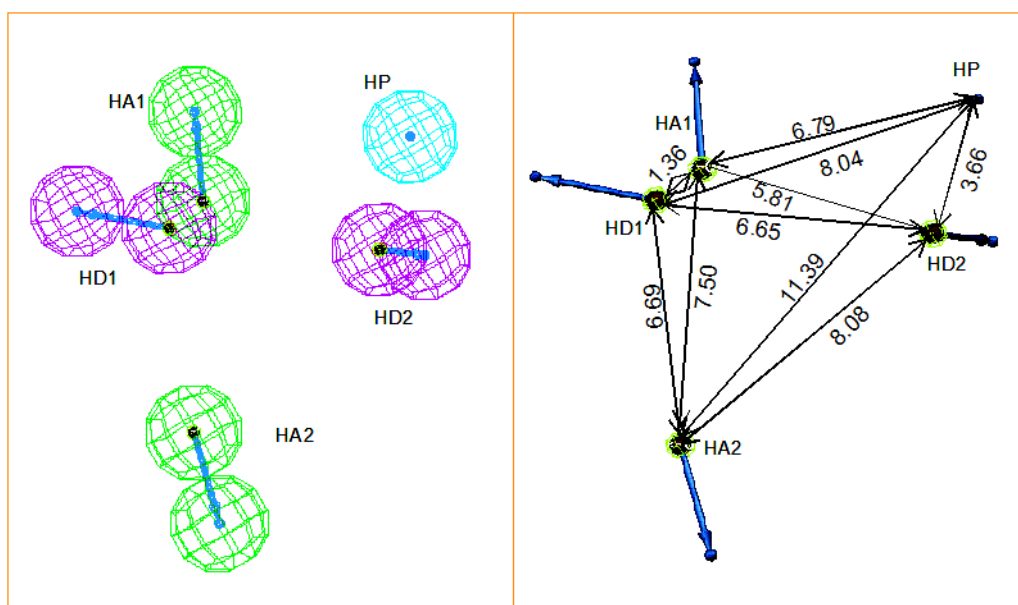 HA1
HP
HD1
HD2
HA2
HP
HA1
6.79
1.36
8.04
3.66
5.81
HD1
6.65
HD2
11.39
7.50
6.69
8.08
HA2